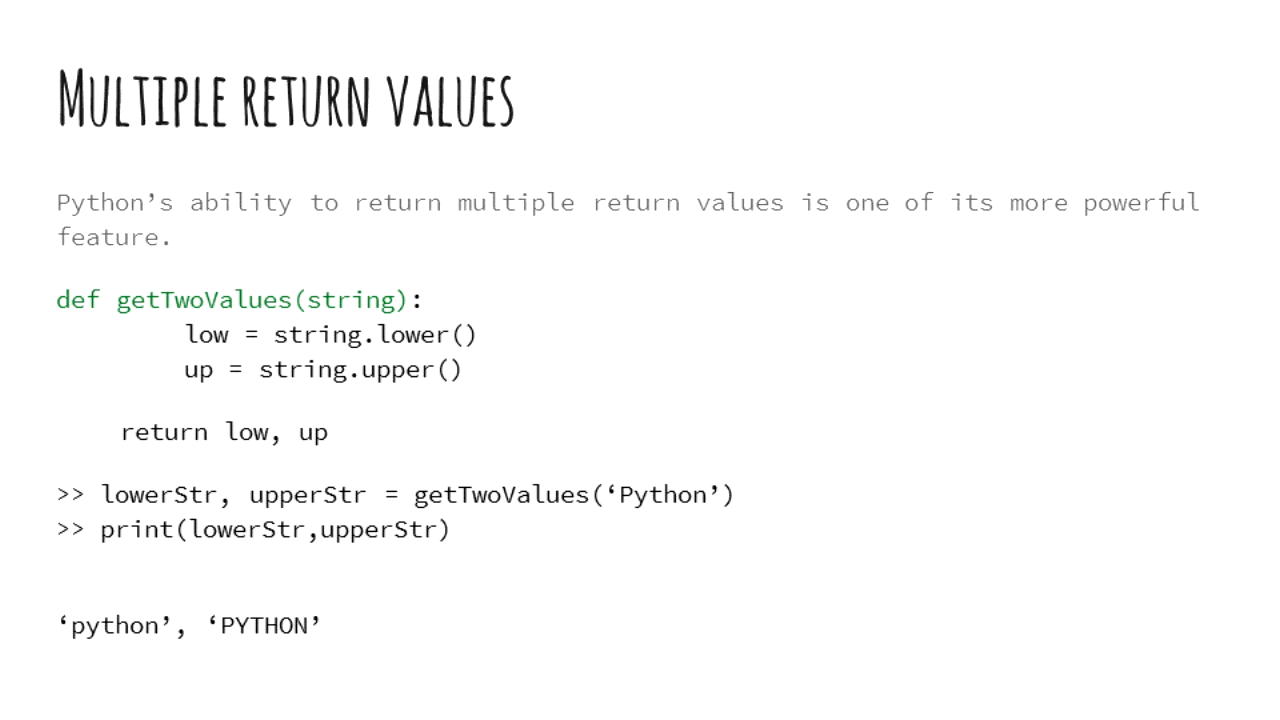 Multiple return values
Python’s ability to return multiple return values is one of its more powerful
feature.
def getTwoValues(string):
low = string.lower()
up = string.upper()
return low, up
>> lowerStr, upperStr = getTwoValues(‘Python’)
>> print(lowerStr,upperStr)
‘python’, ‘PYTHON’